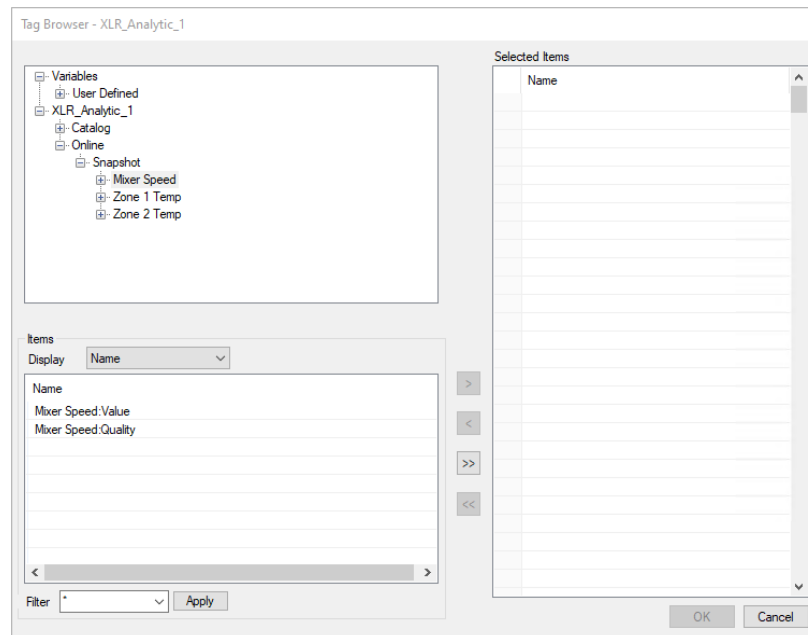 Tag Browser - XLR_Analytic_1
Variables
User Defined
XLR_Analytic_1
Catalog
Online
Snapshot
Mixer Speed
Zone 1 Temp
Zone 2 Temp
Items
Display Name
Name
Mixer Speed:Value
Mixer Speed:Quality
Filter * Apply
>
<
>>
<<
Selected Items
Name
OK Cancel